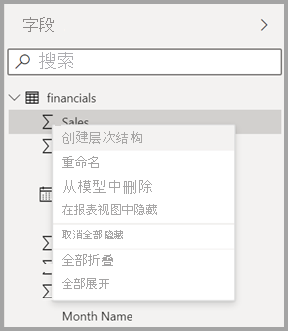 字段
搜索
financials
Sales
创建层次结构
重命名
从模型中删除
在报表视图中隐藏
取消全部隐藏
全部折叠
全部展开
Month Name